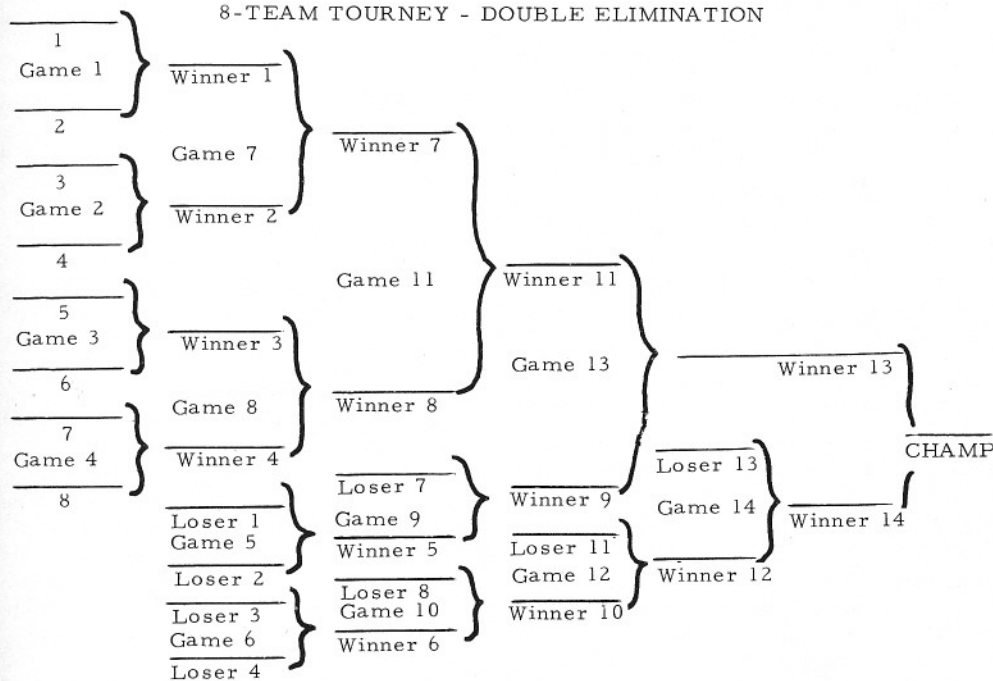 8-TEAM TOURNEY - DOUBLE ELIMINATION
1
Game 1
2
3
Game 2
4
5
Game 3
6
7
Game 4
8
Winner 1
Game 7
Winner 2
Winner 3
Game 8
Winner 4
Loser 1
Game 5
Loser 2
Loser 3
Game 6
Loser 4
Winner 7
Game 11
Winner 8
Loser 7
Game 9
Winner 5
Loser 8
Game 10
Winner 6
Winner 11
Game 13
Winner 9
Loser 11
Game 12
Winner 10
Loser 13
Game 14
Winner 12
Winner 13
Winner 14
CHAMP